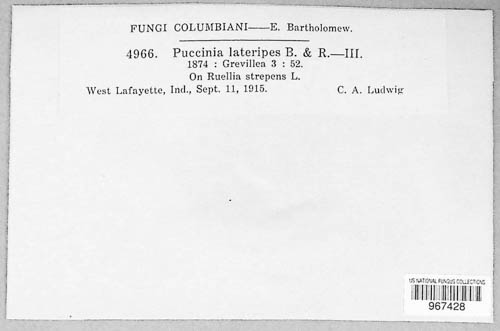 FUNGI COLUMBIANI——E. Bartholomew.
4966. Puccinia lateripes B. & R.—III.
1874 : Grevillea 3 : 52.
On Ruellia strepens L.
West Lafayette, Ind., Sept. 11, 1915. C. A. Ludwig
US NATIONAL FUNGUS COLLECTIONS
967428